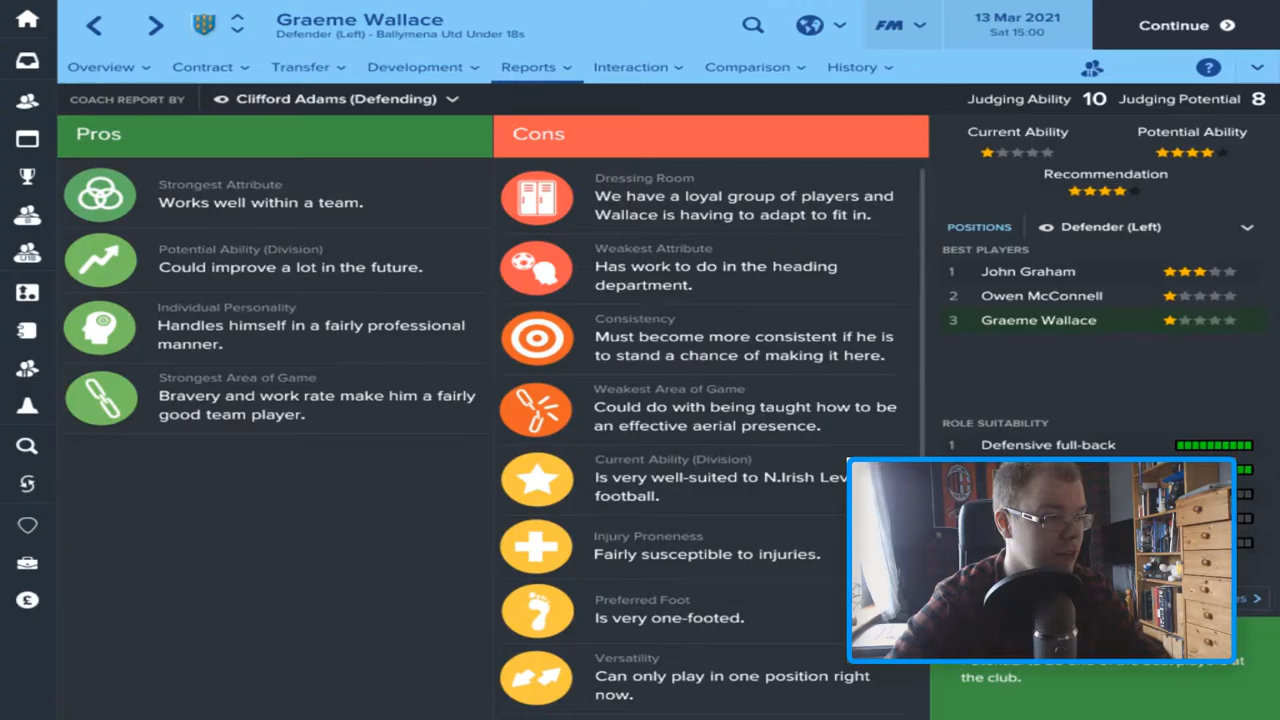 Graeme Wallace
Defender (Left) - Ballymena Utd Under 18s
FM
13 Mar 2021
Sat 15:00
Continue
Overview
Contract
Transfer
Development
Reports
Interaction
Comparison
History
?
COACH REPORT BY
Clifford Adams (Defending)
Judging Ability 10 Judging Potential 8
Pros
Strongest Attribute
Works well within a team.
Potential Ability (Division)
Could improve a lot in the future.
Individual Personality
Handles himself in a fairly professional
manner.
Strongest Area of Game
Bravery and work rate make him a fairly
good team player.
Cons
Dressing Room
We have a loyal group of players and
Wallace is having to adapt to fit in.
Weakest Attribute
Has work to do in the heading
department.
Consistency
Must become more consistent if he is
to stand a chance of making it here.
Weakest Area of Game
Could do with being taught how to be
an effective aerial presence.
Current Ability (Division)
Is very well-suited to N.Irish Lev
football.
Injury Proneness
Fairly susceptible to injuries.
Preferred Foot
Is very one-footed.
Versatility
Can only play in one position right
now.
Current Ability
Potential Ability
Recommendation
POSITIONS
Defender (Left)
BEST PLAYERS
1 John Graham
2 Owen McConnell
3 Graeme Wallace
ROLE SUITABILITY
1 Defensive full-back
the club.